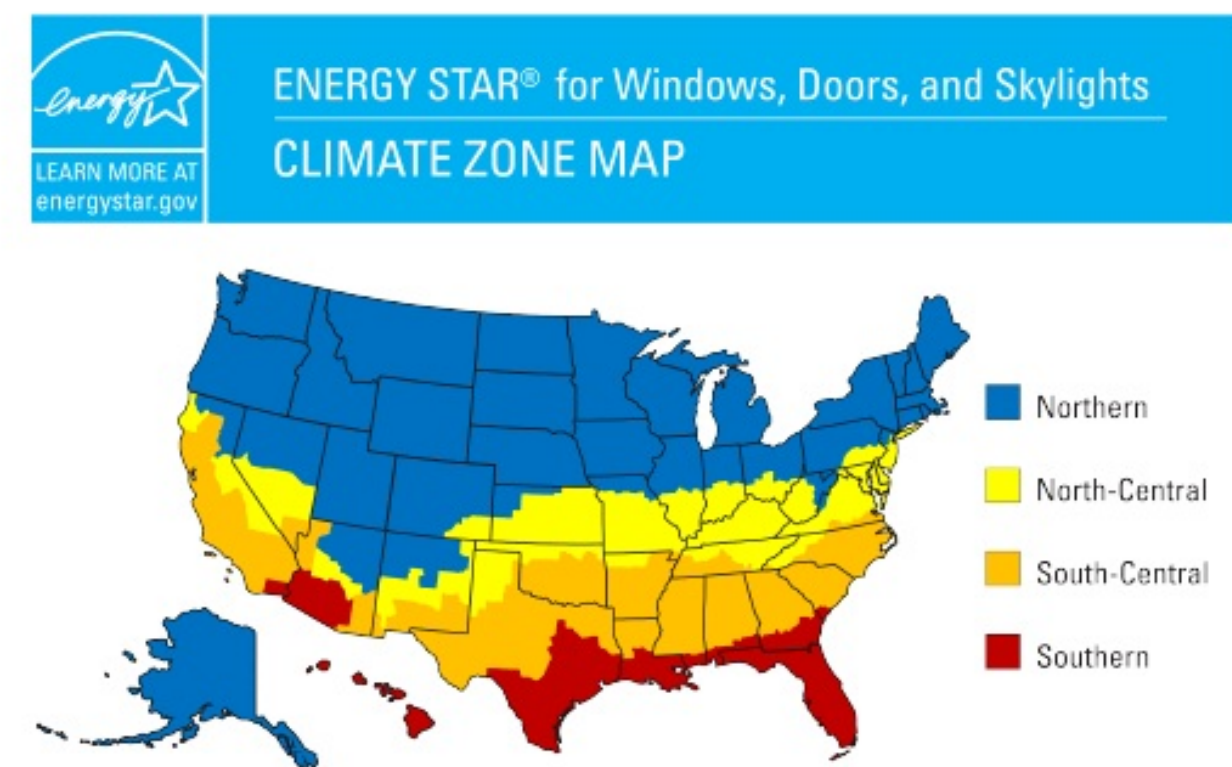 energy
LEARN MORE AT
energystar.gov
ENERGY STAR® for Windows, Doors, and Skylights
CLIMATE ZONE MAP
Northern
North-Central
South-Central
Southern